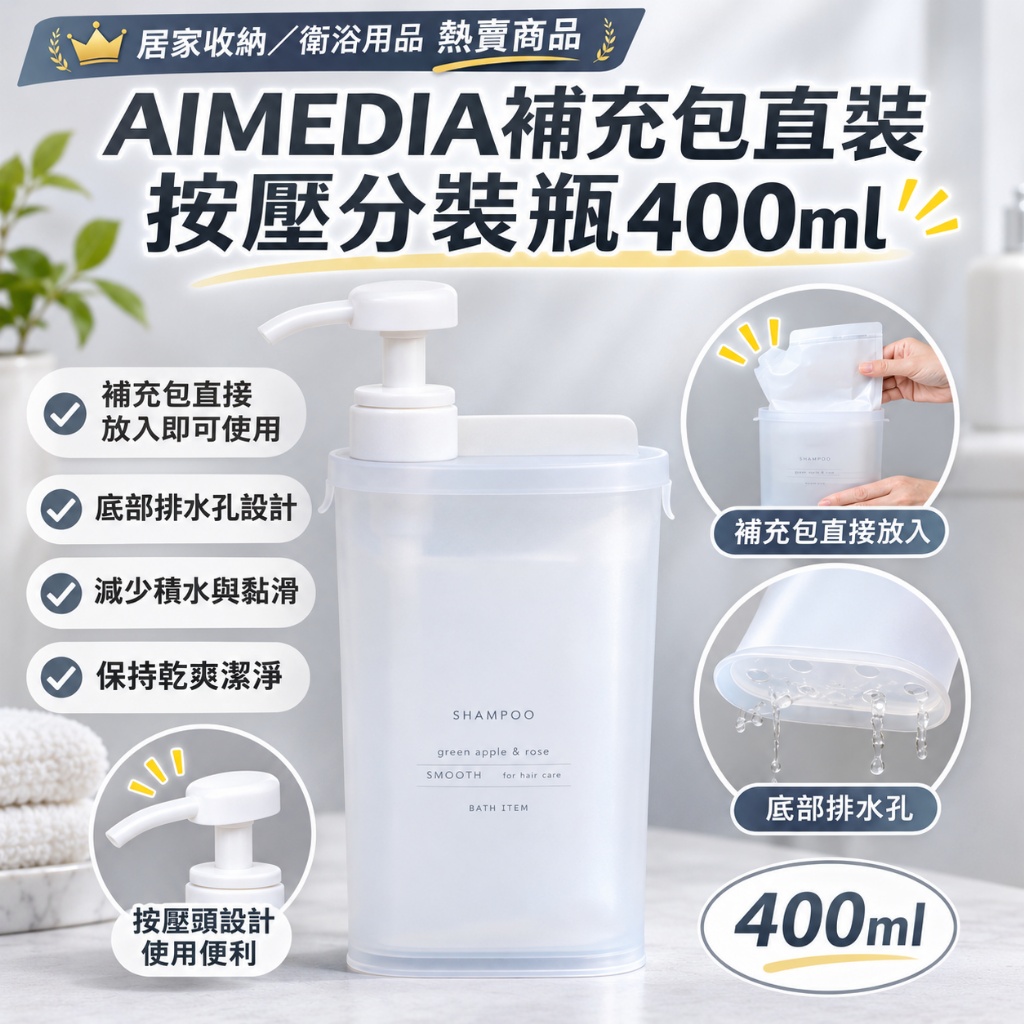 居家收納／衛浴用品 熱賣商品
AIMEDIA補充包直裝
按壓分裝瓶400ml
補充包直接
放入即可使用
底部排水孔設計
減少積水與黏滑
保持乾爽潔淨
按壓頭設計
使用便利
SHAMPOO
green apple & rose
SMOOTH for hair care
BATH ITEM
SHAMPOO
補充包直接放入
底部排水孔
400ml